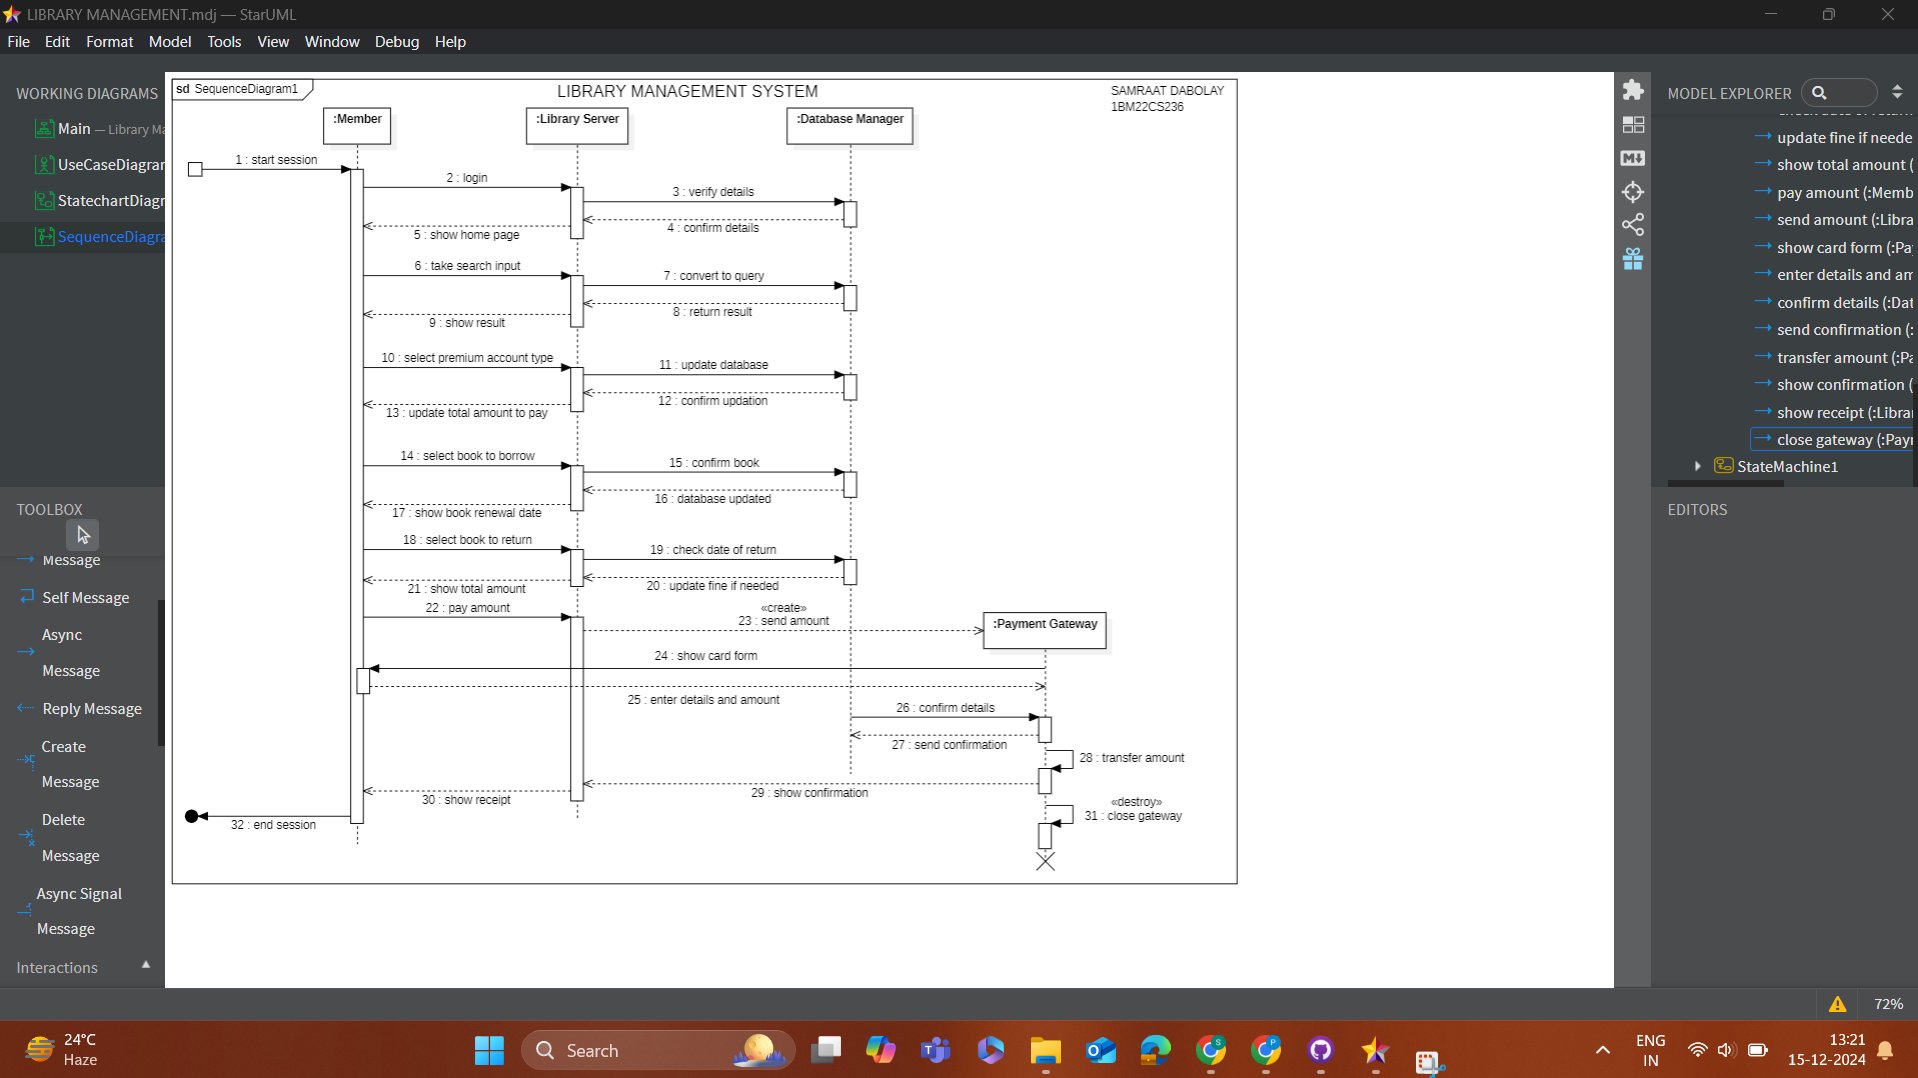 LIBRARY MANAGEMENT.mdj — StarUML
File Edit Format Model Tools View Window Debug Help
WORKING DIAGRAMS
Main — Library Ma
UseCaseDiagran
StatechartDiagr
SequenceDiagra
TOOLBOX
Message
Self Message
Async
Message
Reply Message
Create
Message
Delete
Message
Async Signal
Message
Interactions
sd SequenceDiagram1
LIBRARY MANAGEMENT SYSTEM
SAMRAAT DABOLAY
1BM22CS236
:Member
:Library Server
:Database Manager
1 : start session
2 : login
3 : verify details
4 : confirm details
5 : show home page
6 : take search input
7 : convert to query
8 : return result
9 : show result
10 : select premium account type
11 : update database
12 : confirm updation
13 : update total amount to pay
14 : select book to borrow
15 : confirm book
16 : database updated
17 : show book renewal date
18 : select book to return
19 : check date of return
20 : update fine if needed
21 : show total amount
22 : pay amount
«create»
23 : send amount
:Payment Gateway
24 : show card form
25 : enter details and amount
26 : confirm details
27 : send confirmation
28 : transfer amount
29 : show confirmation
30 : show receipt
«destroy»
31 : close gateway
32 : end session
MODEL EXPLORER
update fine if neede
show total amount (
pay amount (:Memb
send amount (:Libra
show card form (:Pa
enter details and am
confirm details (:Dat
send confirmation (:
transfer amount (:Pa
show confirmation (
show receipt (:Libra
close gateway (:Payr
StateMachine1
EDITORS
72%
24°C
Haze
Search
ENG
IN
13:21
15-12-2024